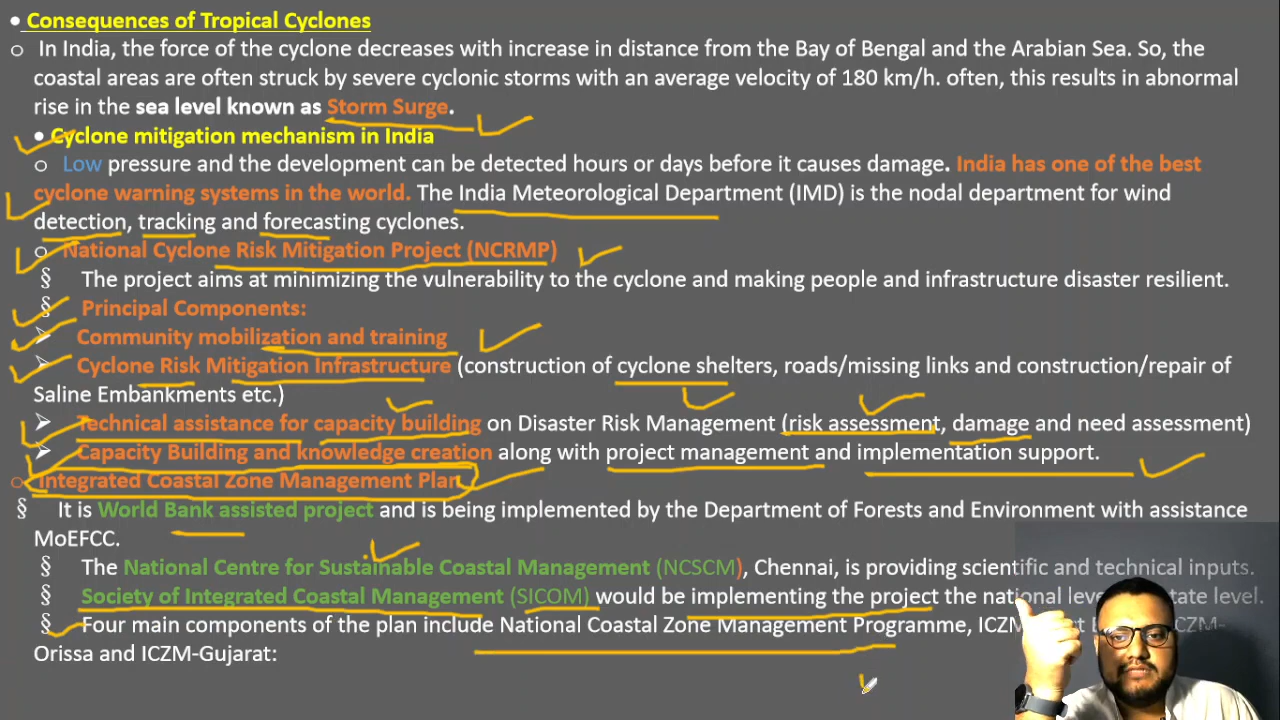 • Consequences of Tropical Cyclones
o In India, the force of the cyclone decreases with increase in distance from the Bay of Bengal and the Arabian Sea. So, the
coastal areas are often struck by severe cyclonic storms with an average velocity of 180 km/h. often, this results in abnormal
rise in the sea level known as Storm Surge.
• Cyclone mitigation mechanism in India
o Low pressure and the development can be detected hours or days before it causes damage. India has one of the best
cyclone warning systems in the world. The India Meteorological Department (IMD) is the nodal department for wind
detection, tracking and forecasting cyclones.
o National Cyclone Risk Mitigation Project (NCRMP)
§ The project aims at minimizing the vulnerability to the cyclone and making people and infrastructure disaster resilient.
§ Principal Components:
➢ Community mobilization and training
➢ Cyclone Risk Mitigation Infrastructure (construction of cyclone shelters, roads/missing links and construction/repair of
Saline Embankments etc.)
➢ Technical assistance for capacity building on Disaster Risk Management (risk assessment, damage and need assessment)
➢ Capacity Building and knowledge creation along with project management and implementation support.
o Integrated Coastal Zone Management Plan
§ It is World Bank assisted project and is being implemented by the Department of Forests and Environment with assistance
MoEFCC.
§ The National Centre for Sustainable Coastal Management (NCSCM), Chennai, is providing scientific and technical inputs.
§ Society of Integrated Coastal Management (SICOM) would be implementing the project the national level state level.
§ Four main components of the plan include National Coastal Zone Management Programme, ICZM
Orissa and ICZM-Gujarat: